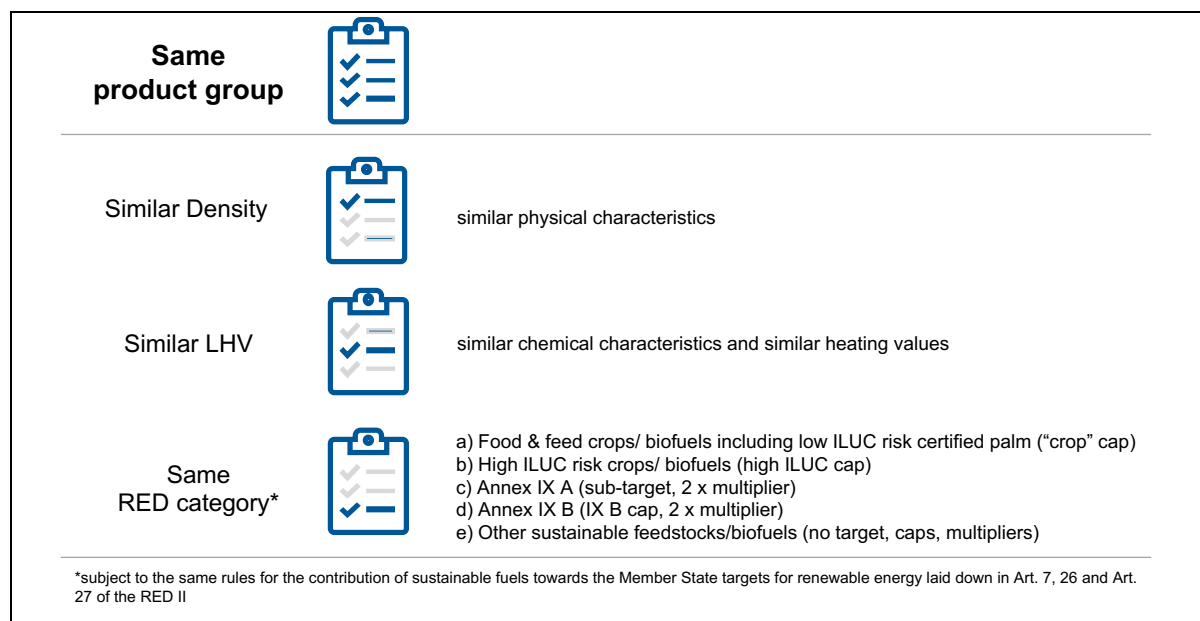 Same
product group
Similar Density
similar physical characteristics
Similar LHV
similar chemical characteristics and similar heating values
Same
RED category*
a) Food & feed crops/ biofuels including low ILUC risk certified palm (“crop” cap)
b) High ILUC risk crops/ biofuels (high ILUC cap)
c) Annex IX A (sub-target, 2 x multiplier)
d) Annex IX B (IX B cap, 2 x multiplier)
e) Other sustainable feedstocks/biofuels (no target, caps, multipliers)
*subject to the same rules for the contribution of sustainable fuels towards the Member State targets for renewable energy laid down in Art. 7, 26 and Art.
27 of the RED II